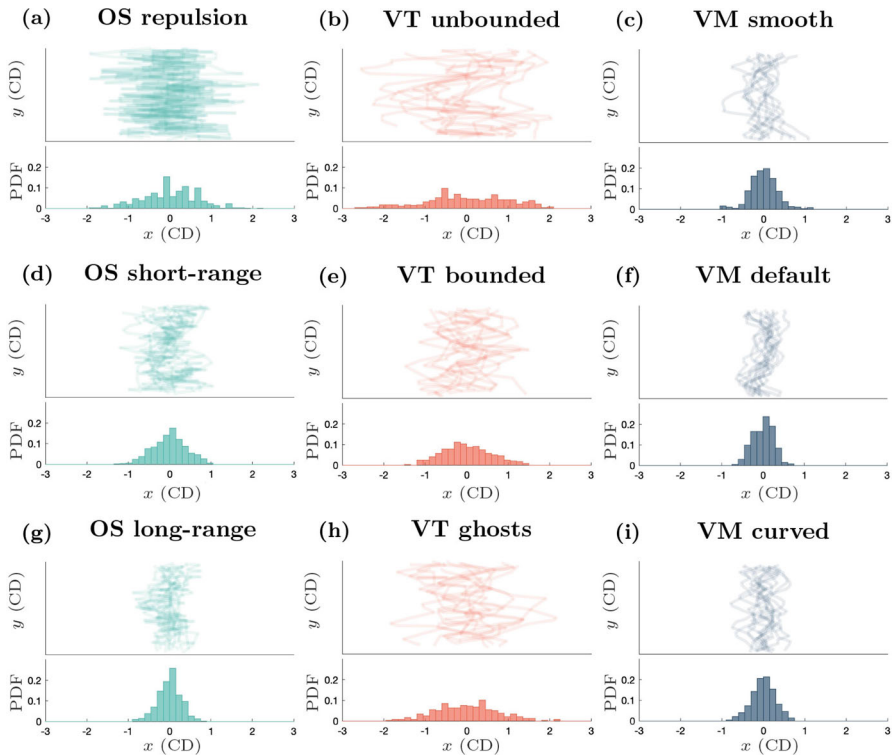 (a) OS repulsion (b) VT unbounded (c) VM smooth
y (CD) y (CD) y (CD)
PDF 0.2 0.1 0 PDF 0.2 0.1 0 PDF 0.2 0.1 0
-3 -2 -1 0 1 2 3 -3 -2 -1 0 1 2 3 -3 -2 -1 0 1 2 3
x (CD) x (CD) x (CD)
(d) OS short-range (e) VT bounded (f) VM default
y (CD) y (CD) y (CD)
PDF 0.2 0.1 0 PDF 0.2 0.1 0 PDF 0.2 0.1 0
-3 -2 -1 0 1 2 3 -3 -2 -1 0 1 2 3 -3 -2 -1 0 1 2 3
x (CD) x (CD) x (CD)
(g) OS long-range (h) VT ghosts (i) VM curved
y (CD) y (CD) y (CD)
PDF 0.2 0.1 0 PDF 0.2 0.1 0 PDF 0.2 0.1 0
-3 -2 -1 0 1 2 3 -3 -2 -1 0 1 2 3 -3 -2 -1 0 1 2 3
x (CD) x (CD) x (CD)